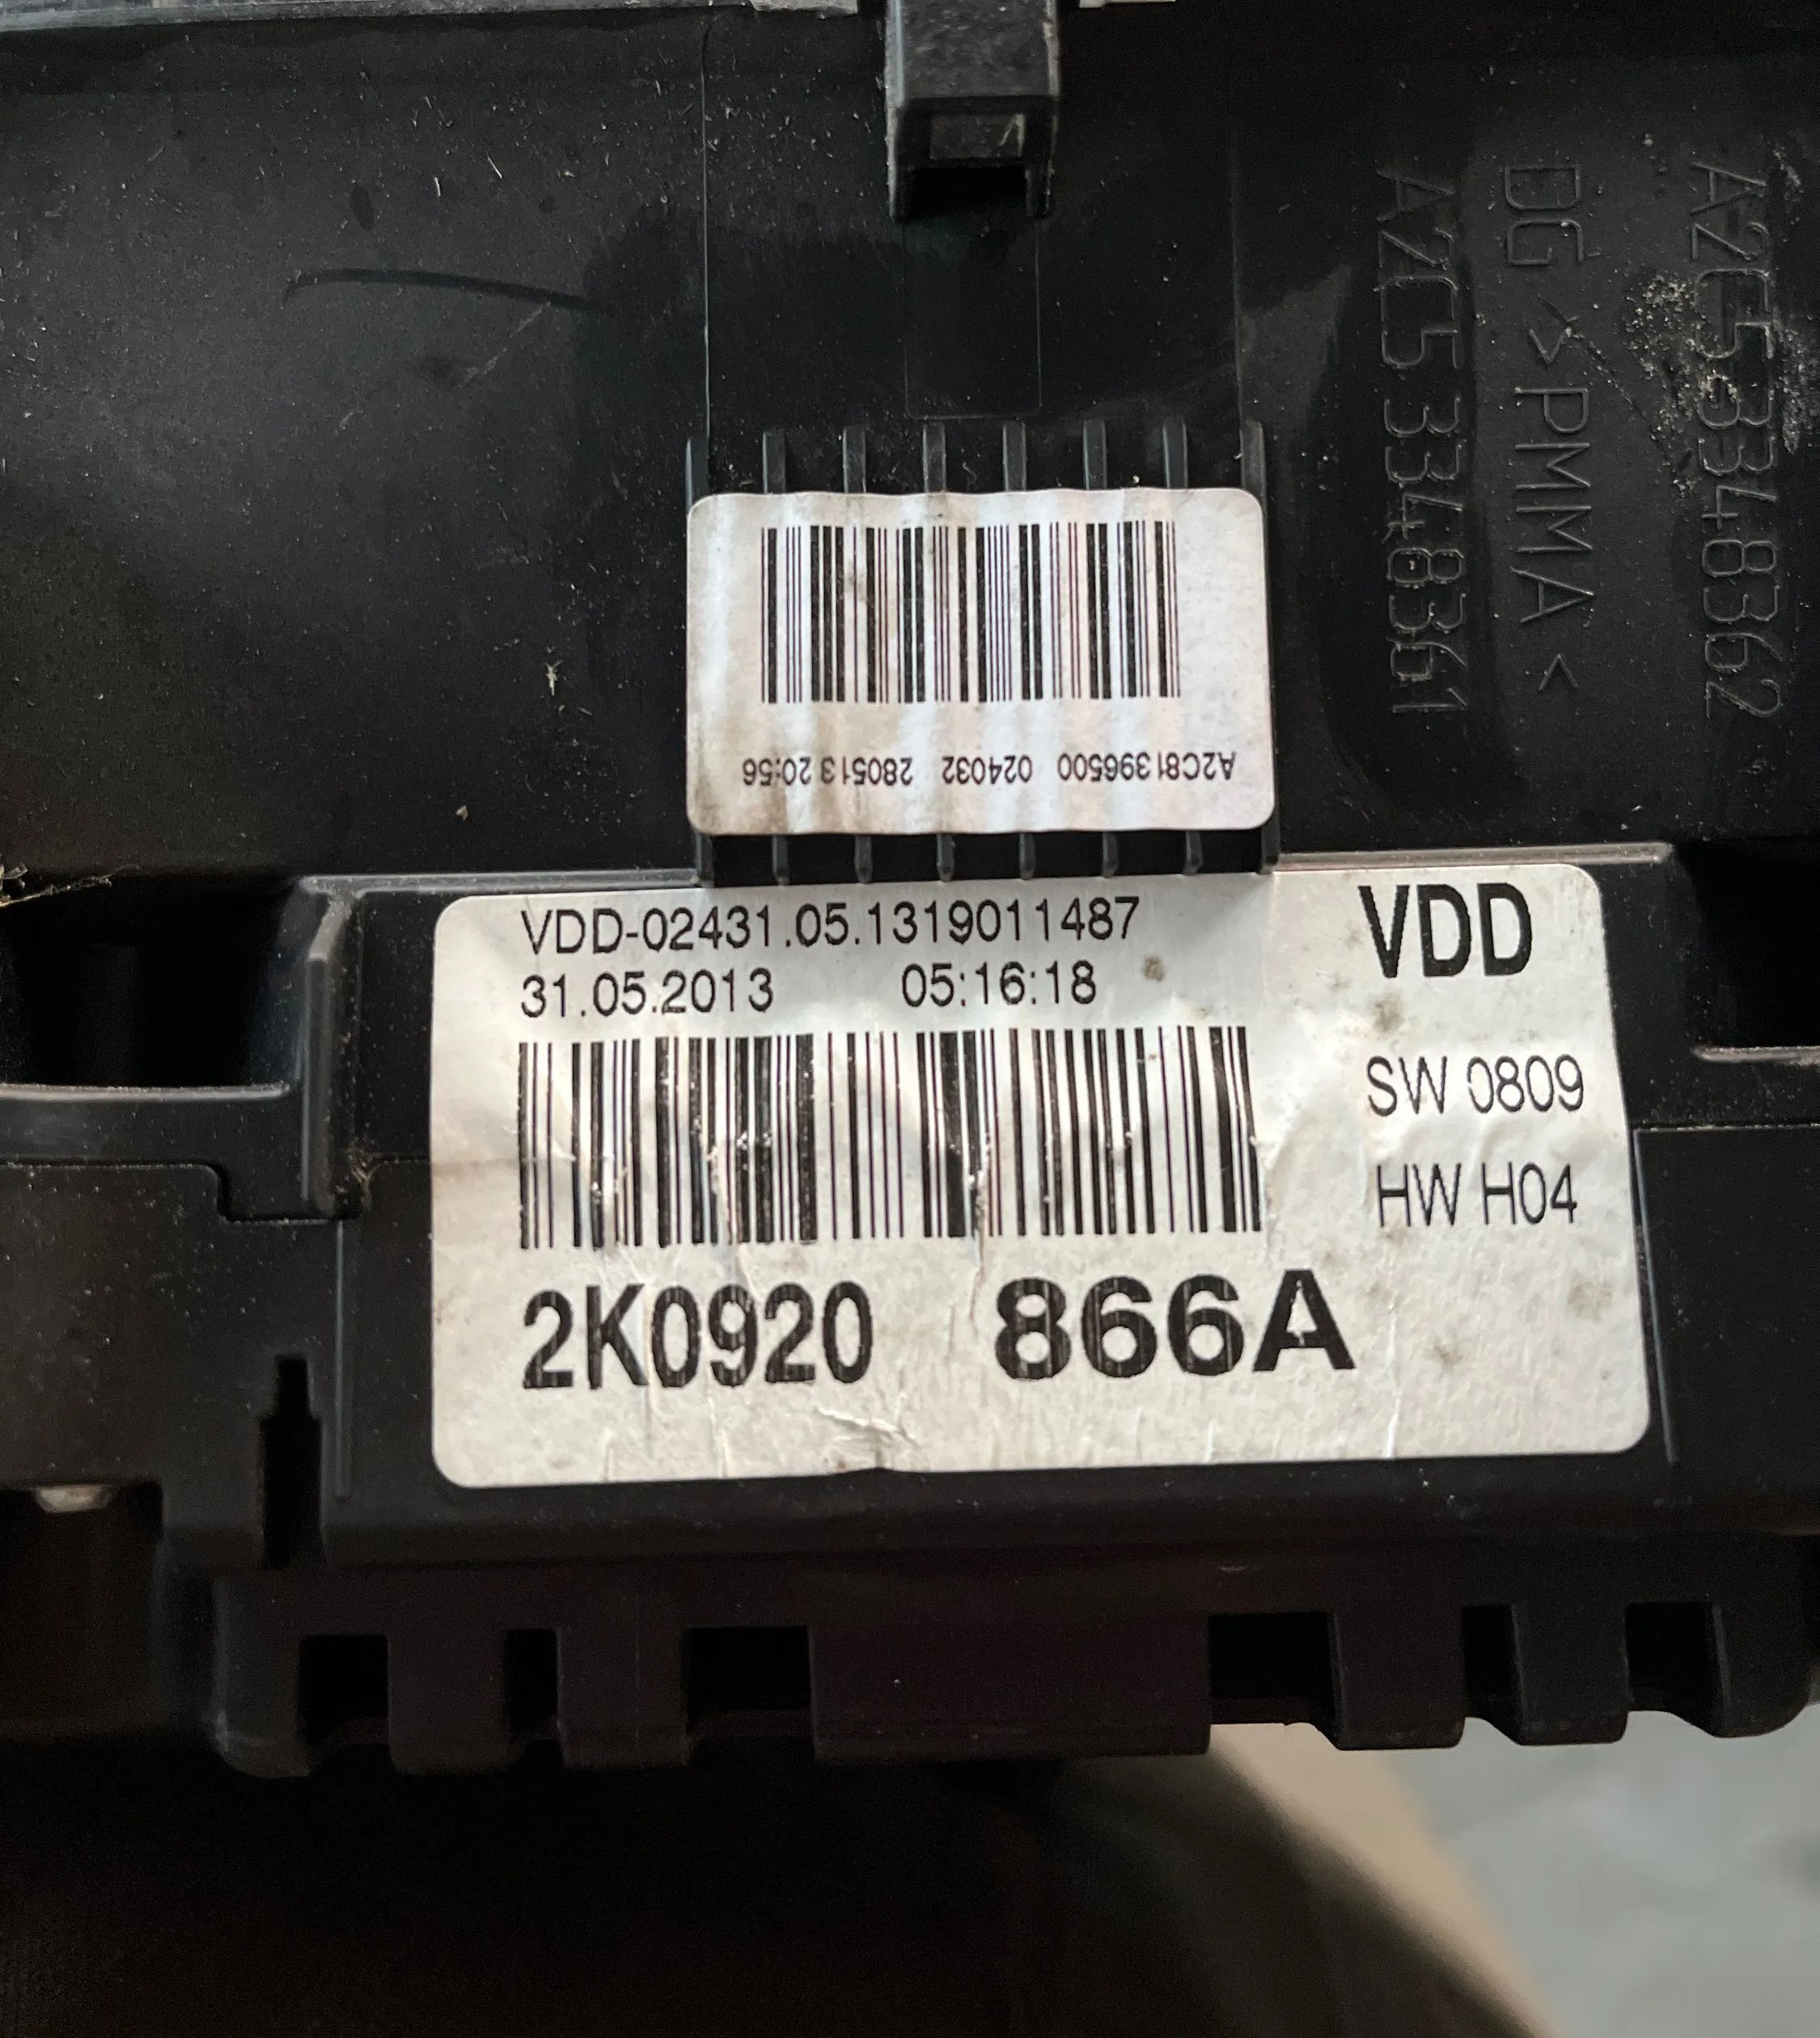 A2C53348362
DG >PMMA<
A2C53348361
A2C81396500 024032 280513 20:56
VDD-02431.05.1319011487
31.05.2013 05:16:18
VDD
SW 0809
HW H04
2K0920 866A